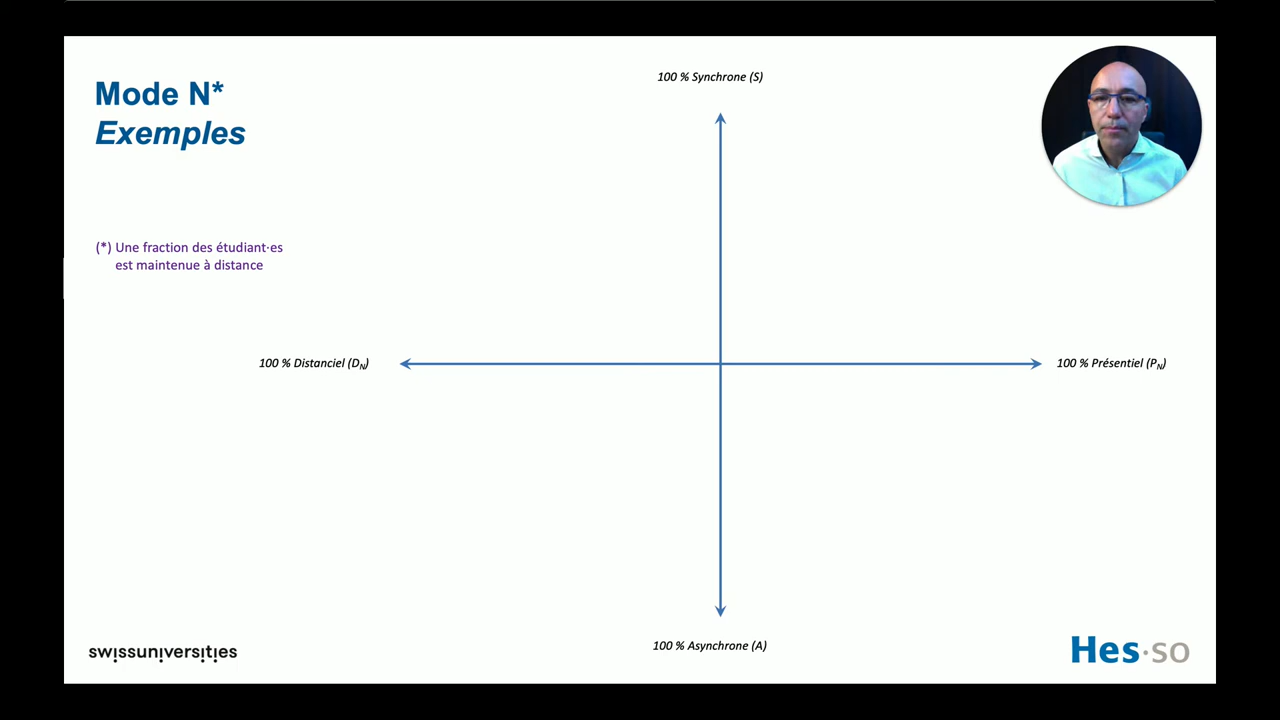 Mode N*
Exemples
100 % Synchrone (S)
(*) Une fraction des étudiant·es
est maintenue à distance
100 % Distanciel (DN)
100 % Présentiel (PN)
100 % Asynchrone (A)
swissuniversities
Hes·so